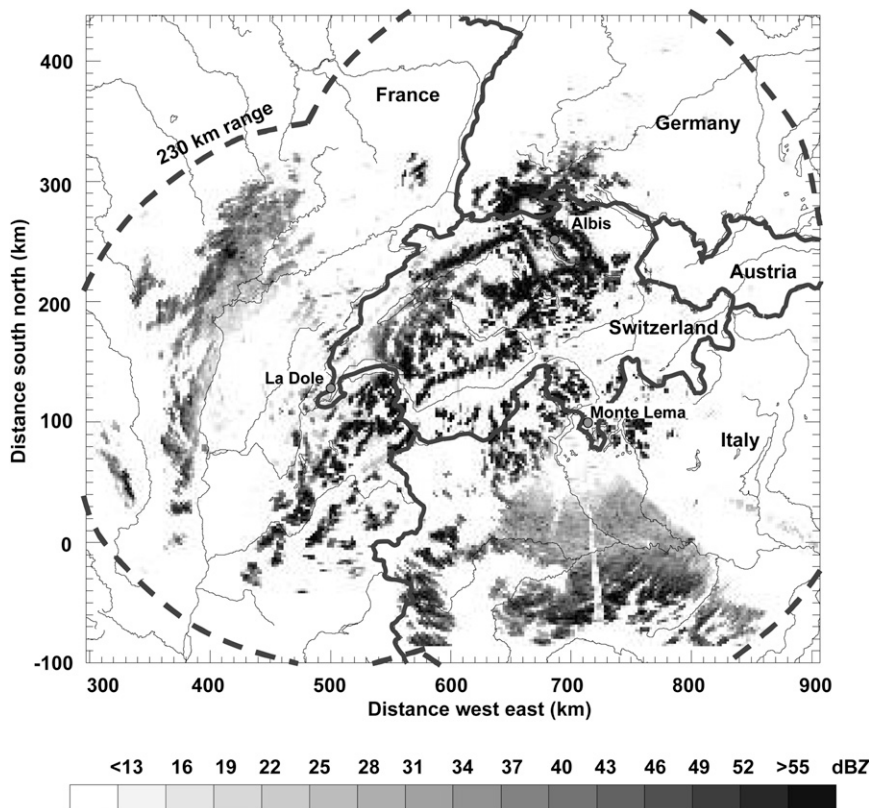 400
France
230 km range
Germany
300
Albis
Austria
200
Switzerland
La Dole
100
Monte Lema
Italy
0
-100
Distance south north (km)
300 400 500 600 700 800 900
Distance west east (km)
<13 16 19 22 25 28 31 34 37 40 43 46 49 52 >55 dBZ